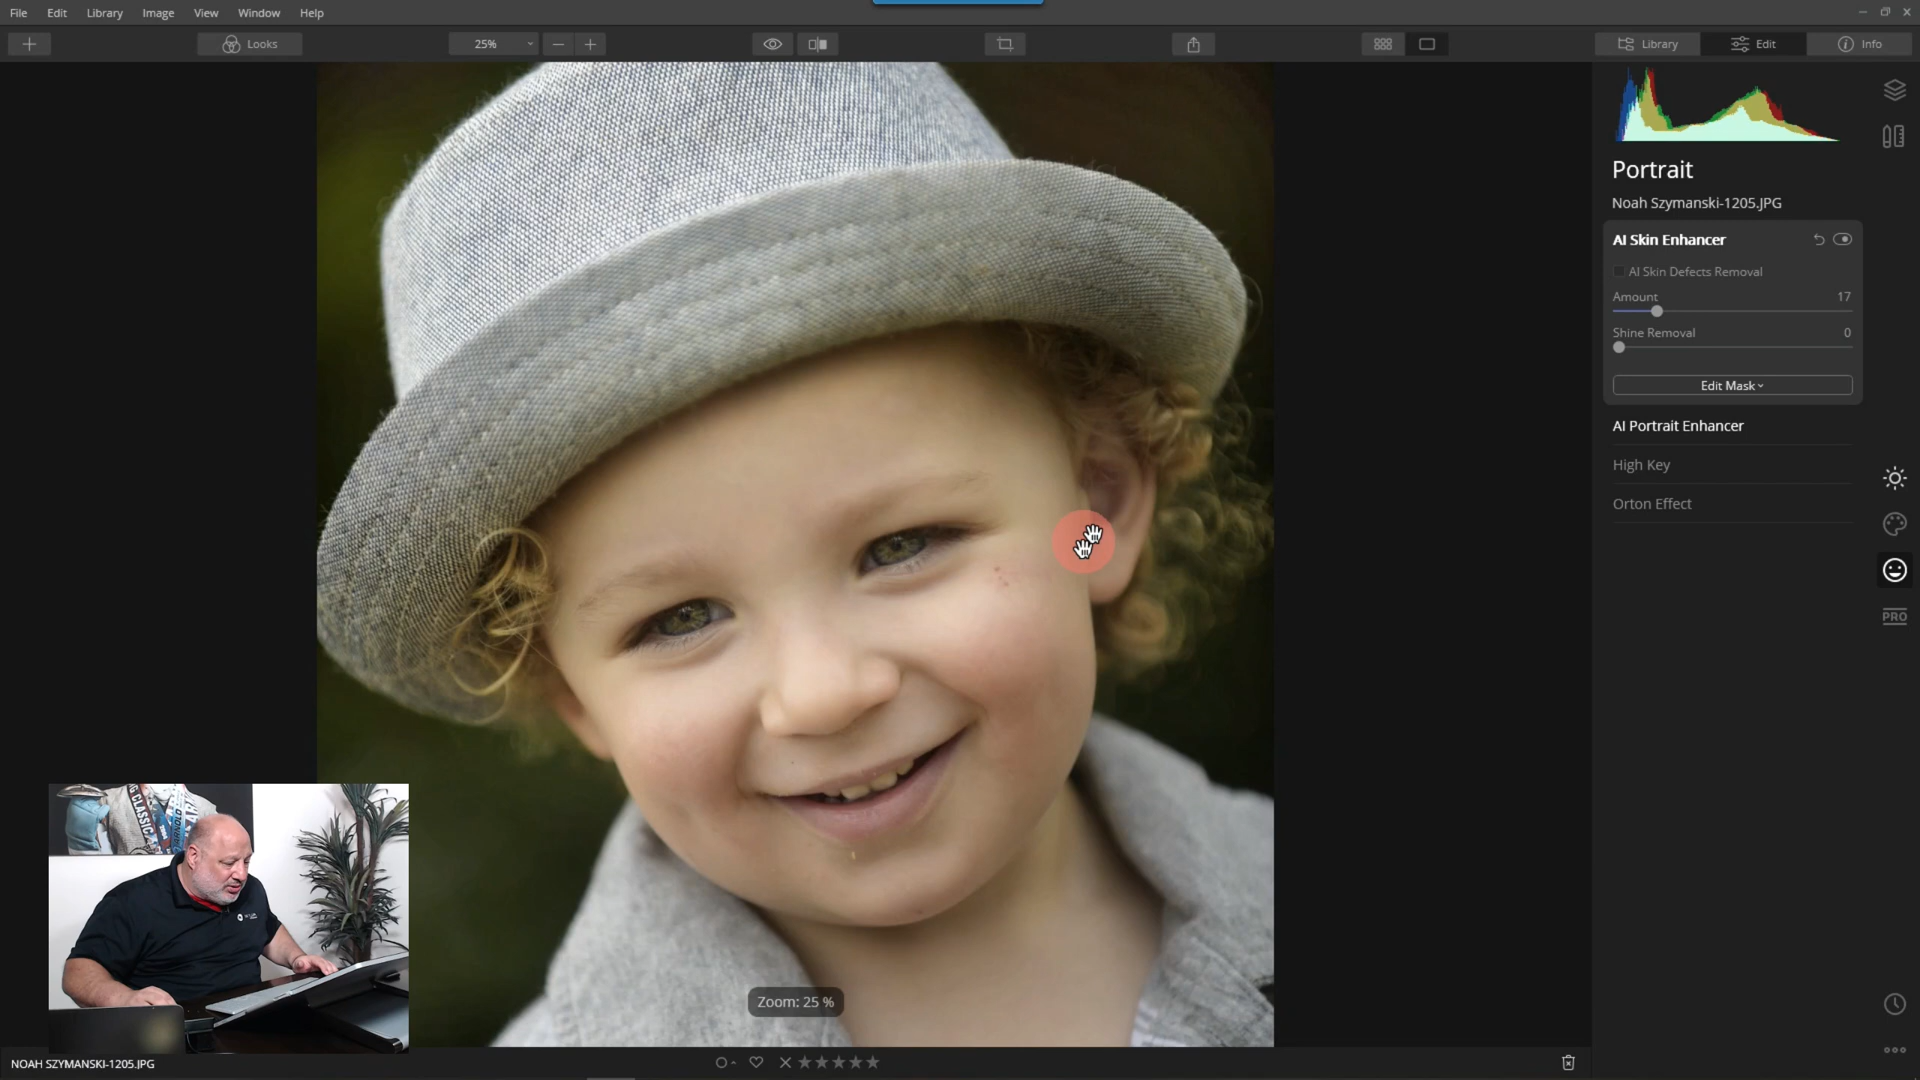 File Edit Library Image View Window Help
Looks
25%
Library
Edit
Info
Portrait
Noah Szymanski-1205.JPG
AI Skin Enhancer
AI Skin Defects Removal
Amount 17
Shine Removal 0
Edit Mask
AI Portrait Enhancer
High Key
Orton Effect
PRO
CLASSIC
ARNOLD
Zoom: 25 %
NOAH SZYMANSKI-1205.JPG